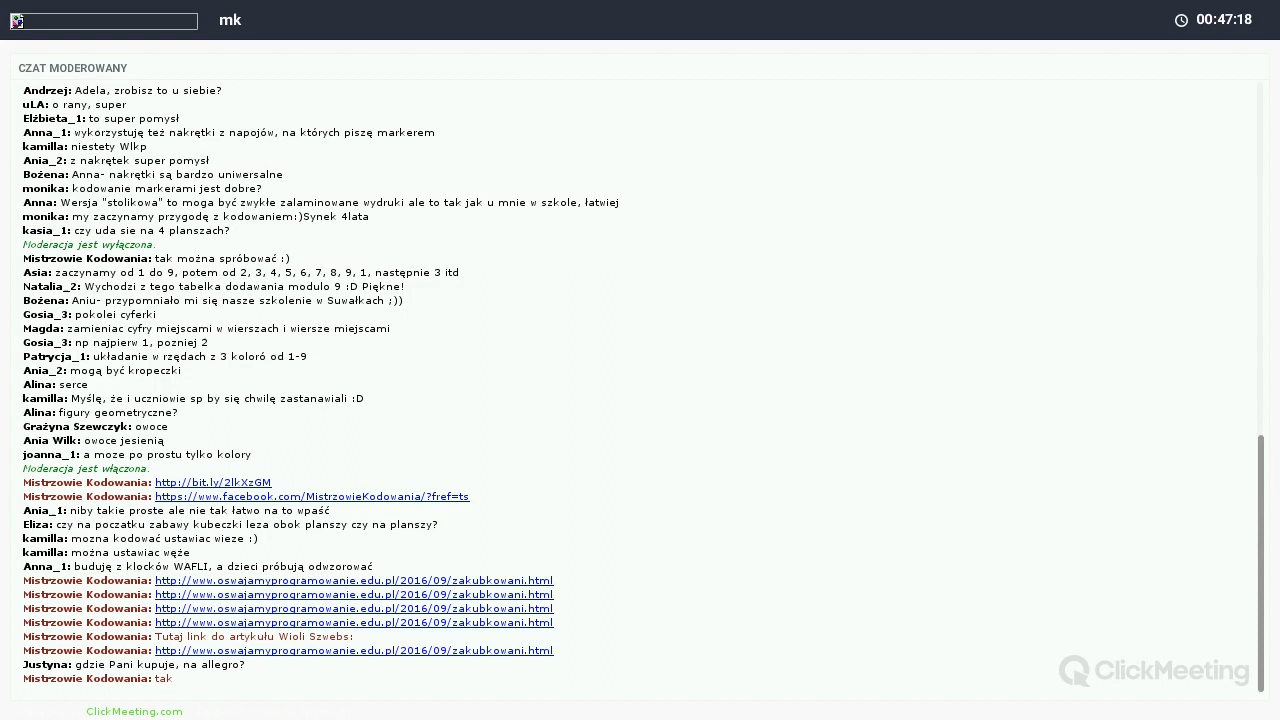 mk
00:47:18
CZAT MODEROWANY
Andrzej: Adela, zrobisz to u siebie?
uLA: o rany, super
Elżbieta_1: to super pomysł
Anna_1: wykorzystuję też nakrętki z napojów, na których piszę markerem
kamilla: niestety Wlkp
Ania_2: z nakrętek super pomysł
Bożena: Anna- nakrętki są bardzo uniwersalne
monika: kodowanie markerami jest dobre?
Anna: Wersja "stolikowa" to moga być zwykłe zalaminowane wydruki ale to tak jak u mnie w szkole, łatwiej
monika: my zaczynamy przygodę z kodowaniem:)Synek 4lata
kasia_1: czy uda sie na 4 planszach?
Moderacja jest wyłączona.
Mistrzowie Kodowania: tak można spróbować :)
Asia: zaczynamy od 1 do 9, potem od 2, 3, 4, 5, 6, 7, 8, 9, 1, następnie 3 itd
Natalia_2: Wychodzi z tego tabelka dodawania modulo 9 :D Piękne!
Bożena: Aniu- przypomniało mi się nasze szkolenie w Suwałkach ;))
Gosia_3: pokolei cyferki
Magda: zamieniac cyfry miejscami w wierszach i wiersze miejscami
Gosia_3: np najpierw 1, pozniej 2
Patrycja_1: układanie w rzędach z 3 koloró od 1-9
Ania_2: mogą być kropeczki
Alina: serce
kamilla: Myślę, że i uczniowie sp by się chwilę zastanawiali :D
Alina: figury geometryczne?
Grażyna Szewczyk: owoce
Ania Wilk: owoce jesienią
joanna_1: a moze po prostu tylko kolory
Moderacja jest włączona.
Mistrzowie Kodowania: http://bit.ly/2lkXzGM
Mistrzowie Kodowania: https://www.facebook.com/MistrzowieKodowania/?fref=ts
Ania_1: niby takie proste ale nie tak łatwo na to wpaść
Eliza: czy na poczatku zabawy kubeczki leza obok planszy czy na planszy?
kamilla: mozna kodować ustawiac wieze :)
kamilla: można ustawiac węże
Anna_1: buduję z klocków WAFLI, a dzieci próbują odwzorować
Mistrzowie Kodowania: http://www.oswajamyprogramowanie.edu.pl/2016/09/zakubkowani.html
Mistrzowie Kodowania: http://www.oswajamyprogramowanie.edu.pl/2016/09/zakubkowani.html
Mistrzowie Kodowania: http://www.oswajamyprogramowanie.edu.pl/2016/09/zakubkowani.html
Mistrzowie Kodowania: http://www.oswajamyprogramowanie.edu.pl/2016/09/zakubkowani.html
Mistrzowie Kodowania: Tutaj link do artykułu Wioli Szwebs:
Mistrzowie Kodowania: http://www.oswajamyprogramowanie.edu.pl/2016/09/zakubkowani.html
Justyna: gdzie Pani kupuje, na allegro?
Mistrzowie Kodowania: tak
ClickMeeting
ClickMeeting.com